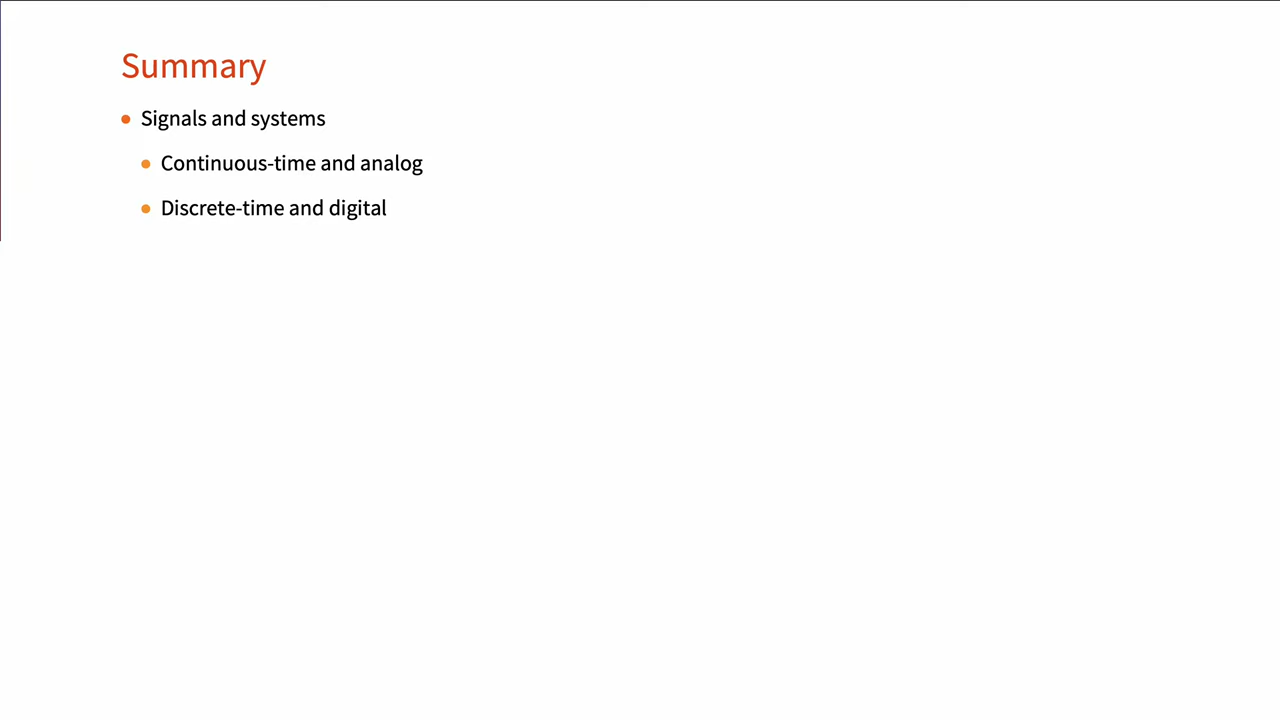 Summary
Signals and systems
Continuous-time and analog
Discrete-time and digital